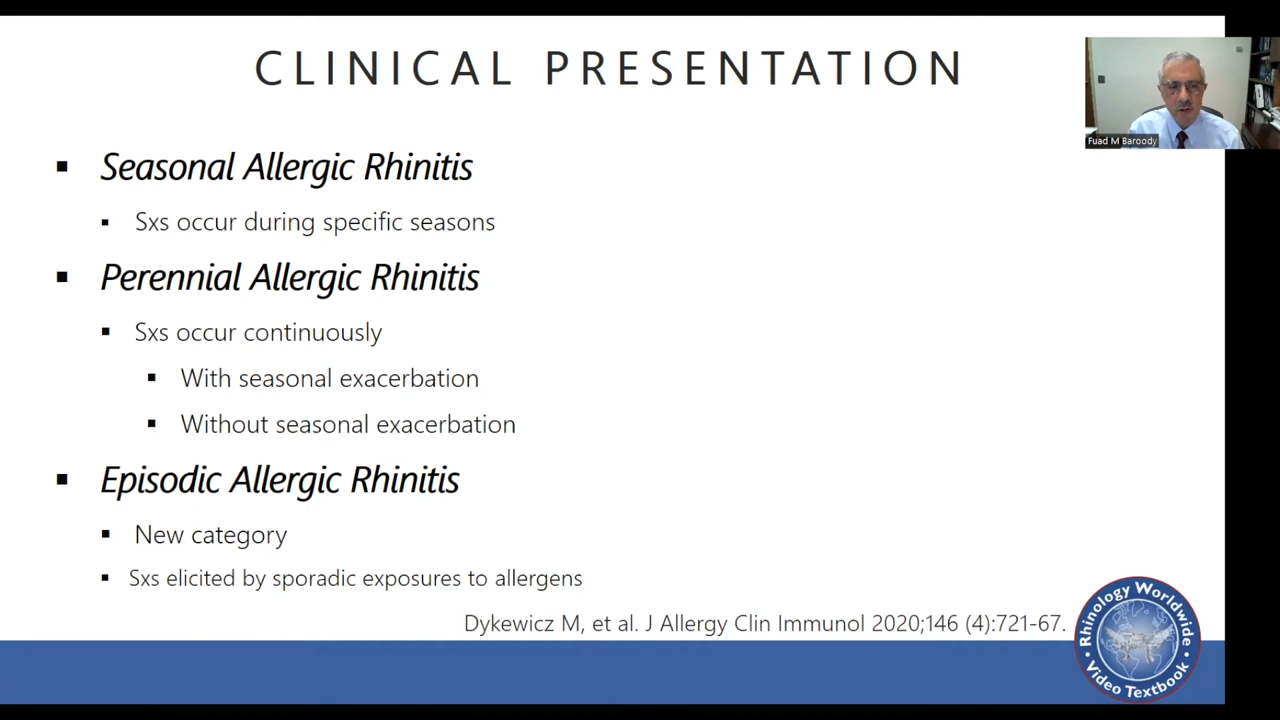 CLINICAL PRESENTATION
Fuad M Baroody
Seasonal Allergic Rhinitis
Sxs occur during specific seasons
Perennial Allergic Rhinitis
Sxs occur continuously
With seasonal exacerbation
Without seasonal exacerbation
Episodic Allergic Rhinitis
New category
Sxs elicited by sporadic exposures to allergens
Dykewicz M, et al. J Allergy Clin Immunol 2020;146 (4):721-67.
Rhinology Worldwide
• Video Textbook •